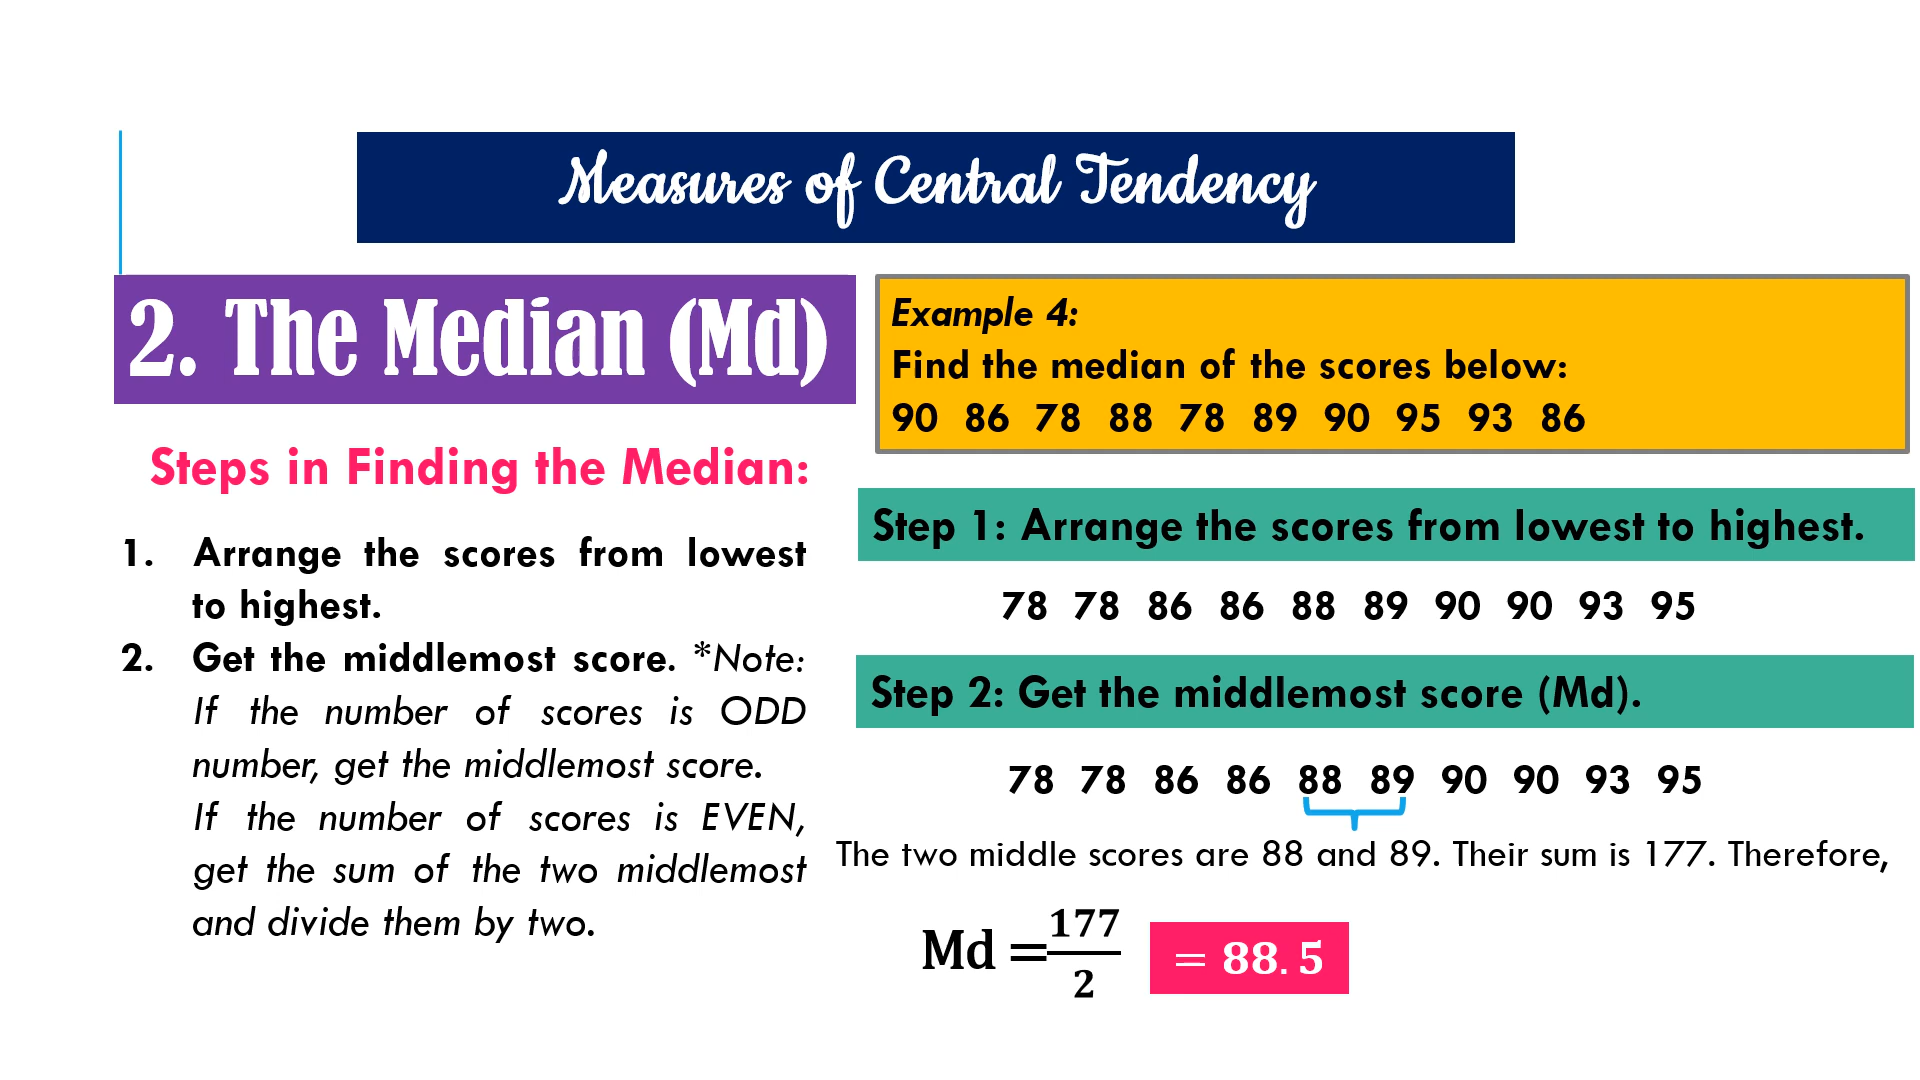 Measures of Central Tendency
2. The Median (Md)
Steps in Finding the Median:
1. Arrange the scores from lowest
to highest.
2. Get the middlemost score. *Note:
If the number of scores is ODD
number, get the middlemost score.
If the number of scores is EVEN,
get the sum of the two middlemost
and divide them by two.
Example 4:
Find the median of the scores below:
90 86 78 88 78 89 90 95 93 86
Step 1: Arrange the scores from lowest to highest.
78 78 86 86 88 89 90 90 93 95
Step 2: Get the middlemost score (Md).
78 78 86 86 88 89 90 90 93 95
The two middle scores are 88 and 89. Their sum is 177. Therefore,
Md = 177/2 = 88.5